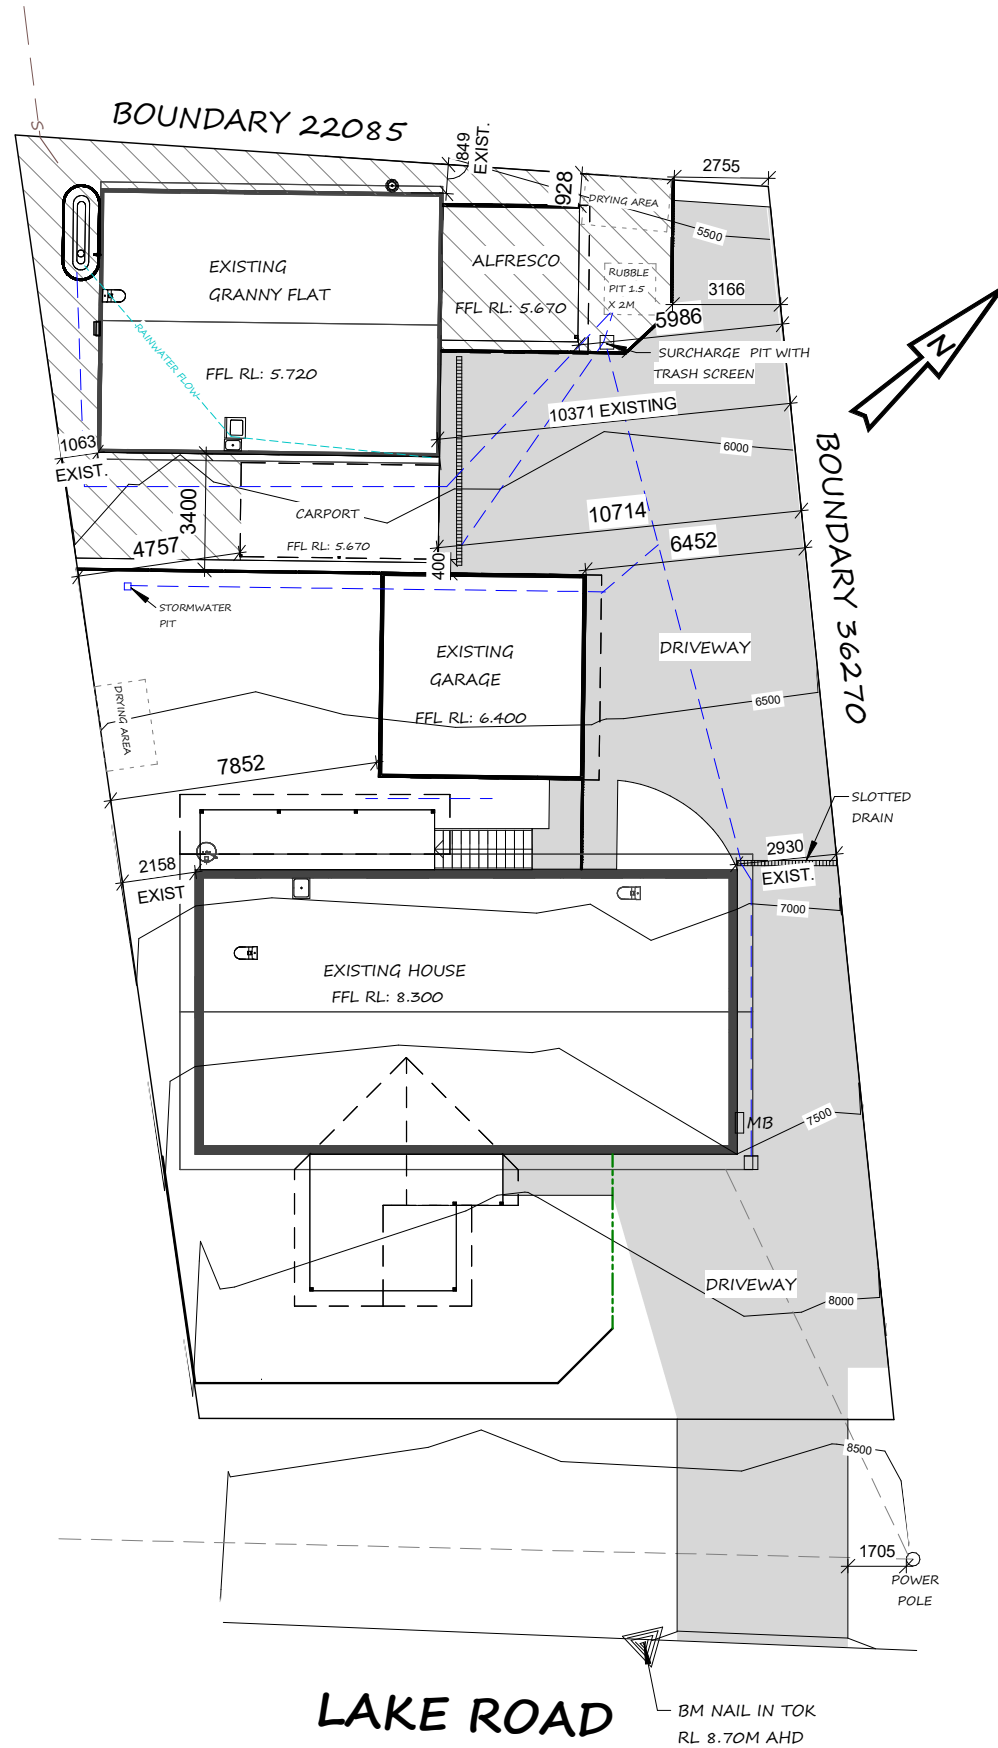 S
BOUNDARY 22085
849
EXIST.
928
2755
DRYING AREA
5500
EXISTING
GRANNY FLAT
ALFRESCO
FFL RL: 5.670
RUBBLE
PIT 1.5
X 2M
3166
5986
N
RAINWATER FLOW
FFL RL: 5.720
SURCHARGE PIT WITH
TRASH SCREEN
10371 EXISTING
1063
EXIST.
6000
BOUNDARY 36270
3400
CARPORT
10714
4757
FFL RL: 5.670
400
6452
STORMWATER
PIT
EXISTING
GARAGE
DRIVEWAY
DRYING AREA
FFL RL: 6.400
6500
7852
SLOTTED
DRAIN
2158
EXIST
2930
EXIST.
7000
EXISTING HOUSE
FFL RL: 8.300
MB
7500
DRIVEWAY
8000
8500
1705
POWER
POLE
LAKE ROAD
BM NAIL IN TOK
RL 8.70M AHD